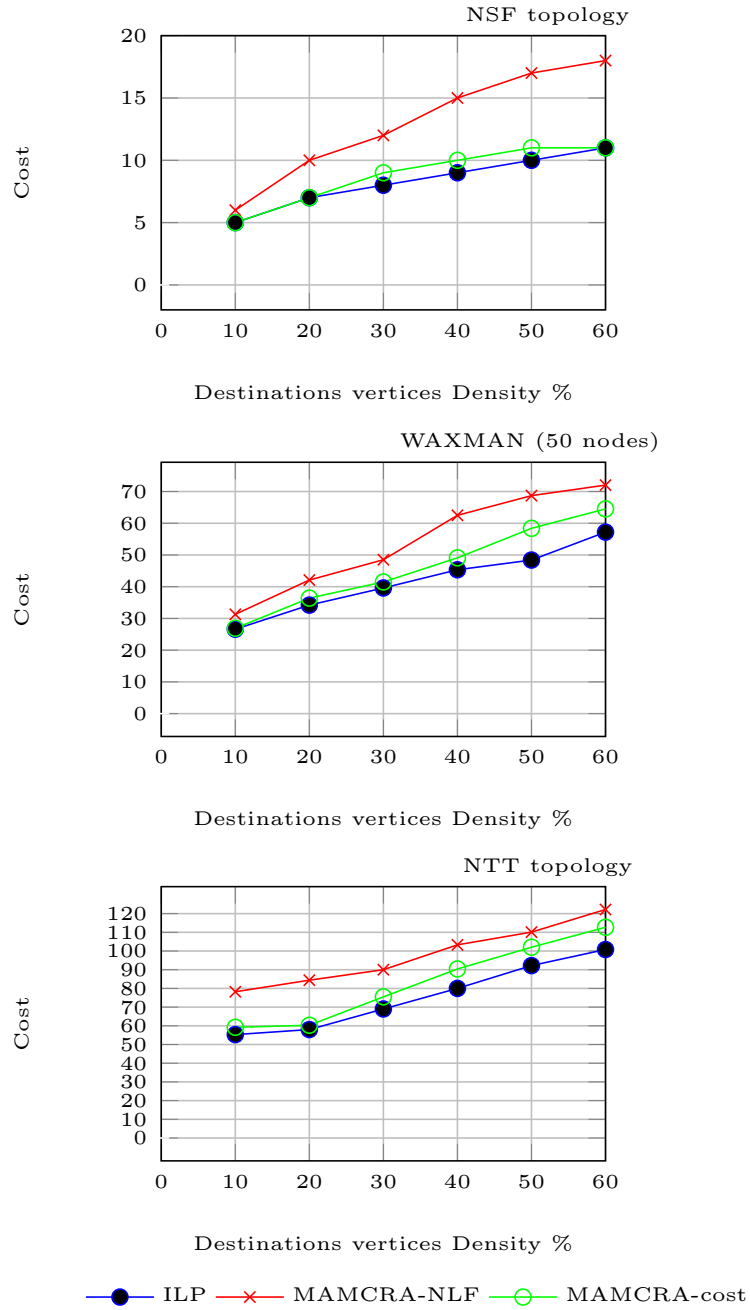 NSF topology
20
15
10
5
0
Cost
0 10 20 30 40 50 60
Destinations vertices Density %
WAXMAN (50 nodes)
70
60
50
40
30
20
10
0
Cost
0 10 20 30 40 50 60
Destinations vertices Density %
NTT topology
120
110
100
90
80
70
60
50
40
30
20
10
0
Cost
0 10 20 30 40 50 60
Destinations vertices Density %
ILP MAMCRA-NLF MAMCRA-cost